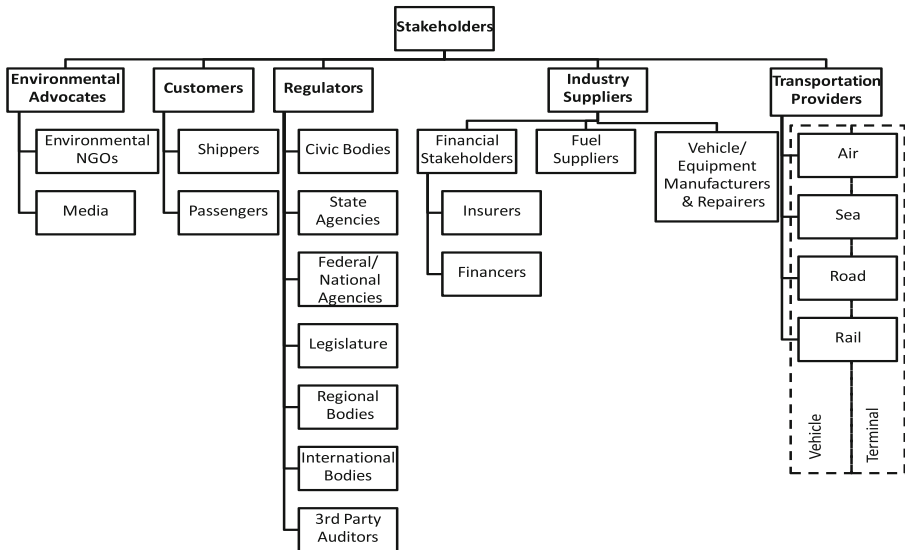 Stakeholders
Environmental
Advocates
Customers
Regulators
Industry
Suppliers
Transportation
Providers
Environmental
NGOs
Media
Shippers
Passengers
Civic Bodies
State
Agencies
Federal/
National
Agencies
Legislature
Regional
Bodies
International
Bodies
3rd Party
Auditors
Financial
Stakeholders
Insurers
Financers
Fuel
Suppliers
Vehicle/
Equipment
Manufacturers
& Repairers
Air
Sea
Road
Rail
Vehicle
Terminal